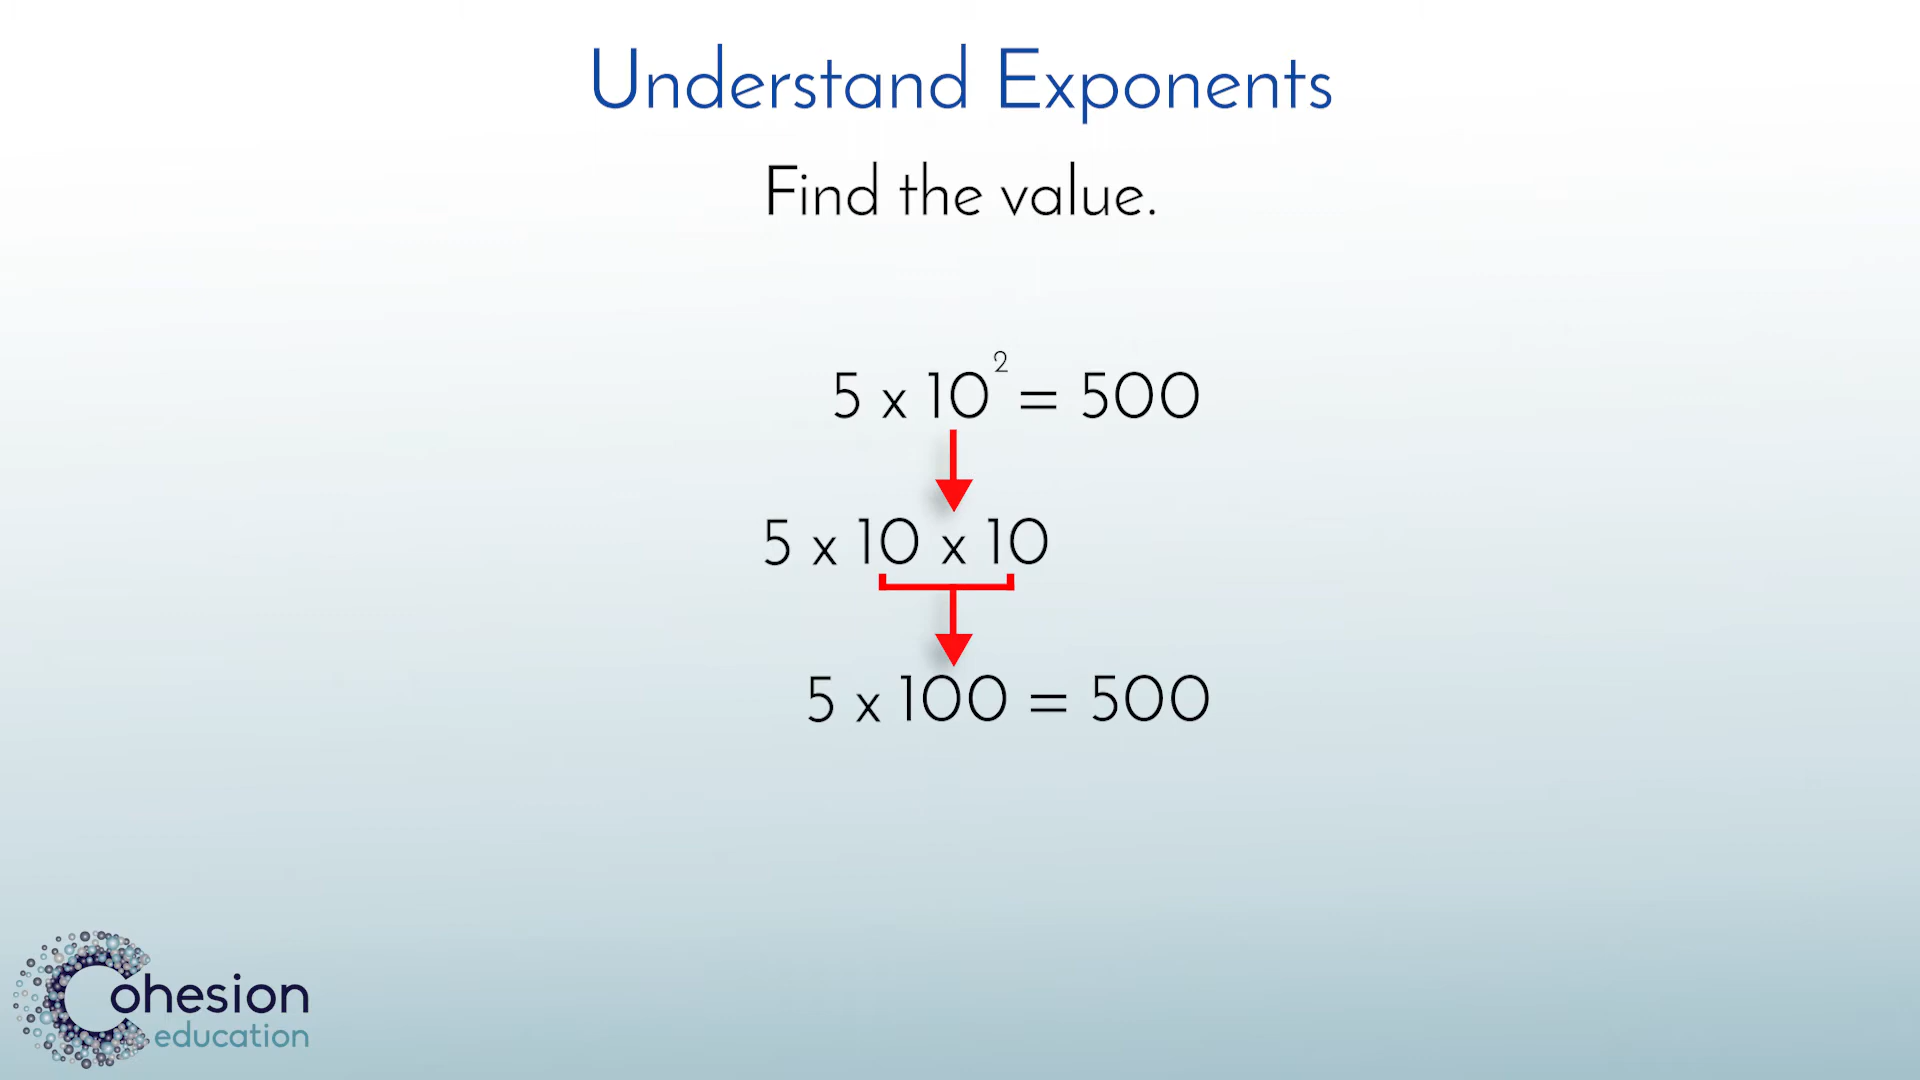 Understand Exponents
Find the value.
5 x 10² = 500
5 x 10 x 10
5 x 100 = 500
Cohesion
education